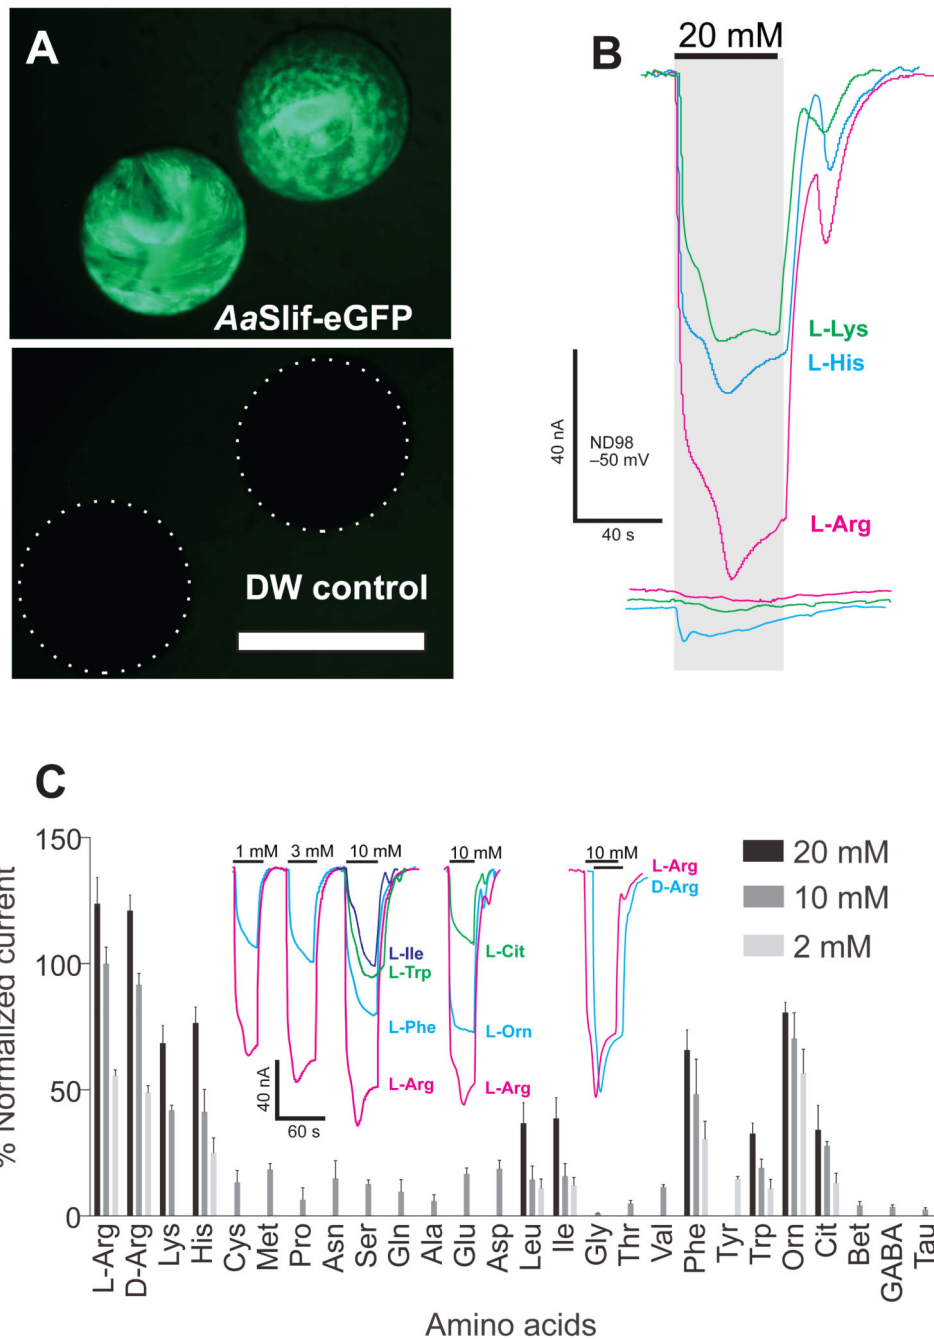 A
AaSlif-eGFP
DW control
B
20 mM
L-Lys
L-His
40 nA
ND98
–50 mV
40 s
L-Arg
C
% Normalized current
150
100
50
0
1 mM
3 mM
10 mM
10 mM
10 mM
L-Arg
D-Arg
L-Ile
L-Trp
L-Phe
L-Arg
L-Cit
L-Orn
L-Arg
40 nA
60 s
20 mM
10 mM
2 mM
L-Arg
D-Arg
Lys
His
Cys
Met
Pro
Asn
Ser
Gln
Ala
Glu
Asp
Leu
Ile
Gly
Thr
Val
Phe
Tyr
Trp
Orn
Cit
Bet
GABA
Tau
Amino acids